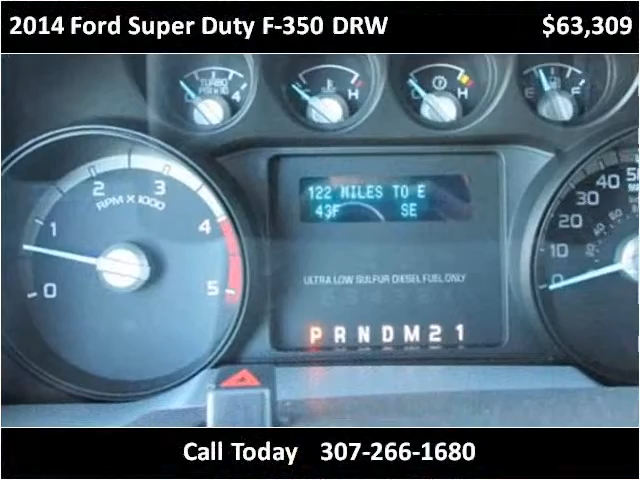 2014 Ford Super Duty F-350 DRW $63,309
TURBO
PSI x 10
4
H
H
E F
122 MILES TO E
43F SE
0 1 2 3 4 5
RPM X 1000
0 10 20 30 40
ULTRA LOW SULFUR DIESEL FUEL ONLY
P R N D M 2 1
Call Today 307-266-1680